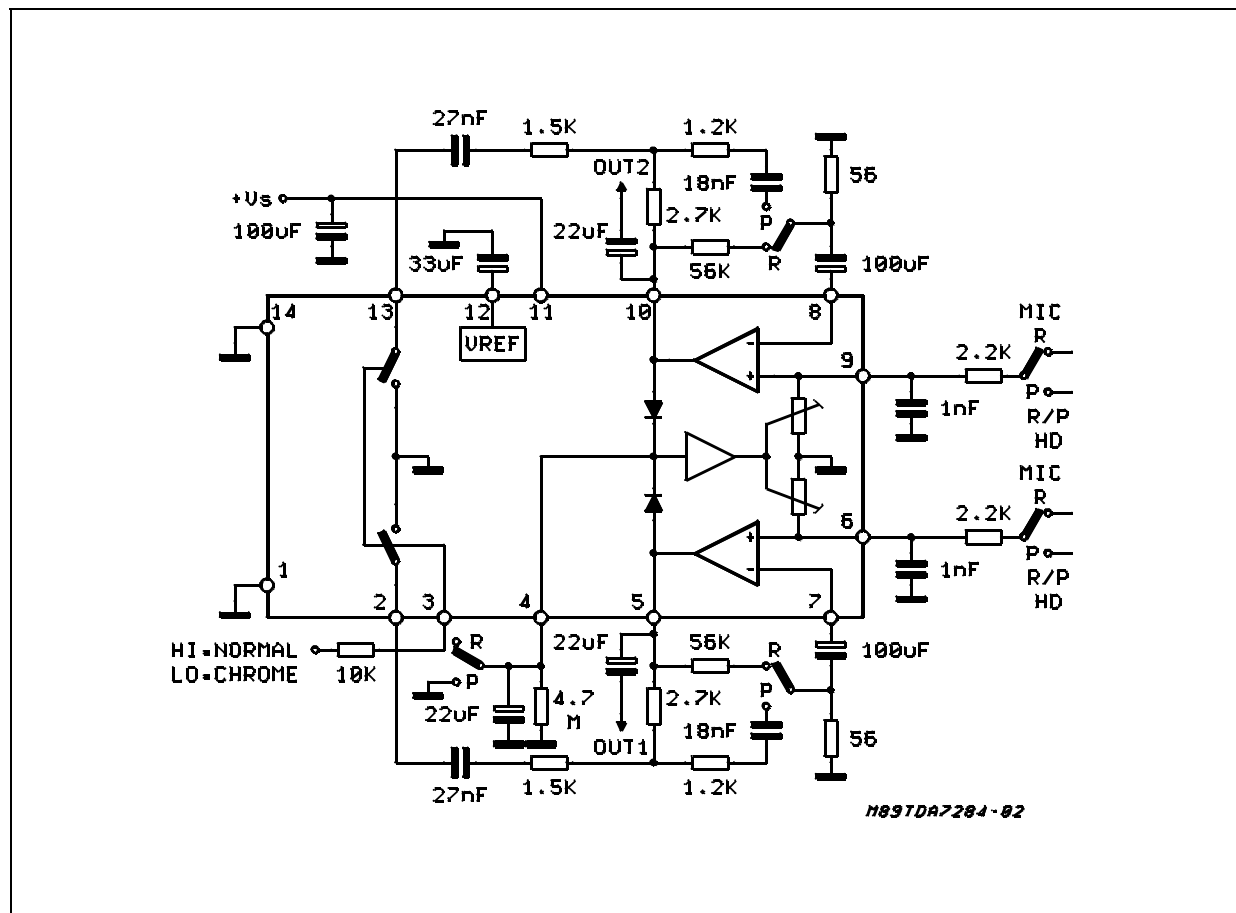 27nF
1.5K
1.2K
OUT2
18nF
56
+Vs
100uF
22uF
2.7K
P
33uF
56K
R
100uF
14
13
12
11
10
8
VREF
MIC
R
9
2.2K
-
+
1nF
P
R/P
HD
MIC
R
6
2.2K
+
-
1nF
P
R/P
HD
1
2
3
4
5
7
HI=NORMAL
LO=CHROME
10K
R
P
22uF
56K
R
P
100uF
22uF
4.7
M
2.7K
18nF
OUT1
56
27nF
1.5K
1.2K
M89TDA7284-02